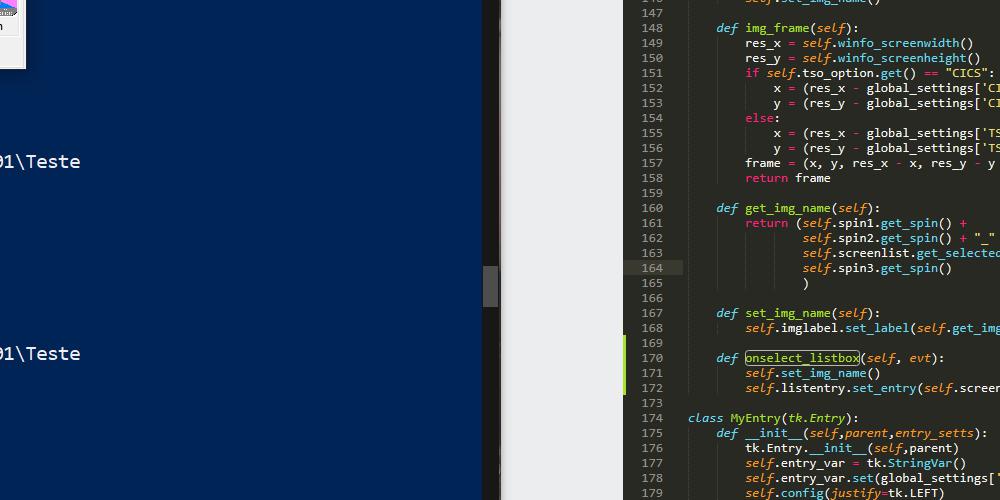 n
01\Teste
01\Teste
147 self.set_img_name()
148 def img_frame(self):
149 res_x = self.winfo_screenwidth()
150 res_y = self.winfo_screenheight()
151 if self.tso_option.get() == "CICS":
152 x = (res_x - global_settings['CI
153 y = (res_y - global_settings['CI
154 else:
155 x = (res_x - global_settings['TS
156 y = (res_y - global_settings['TS
157 frame = (x, y, res_x - x, res_y - y
158 return frame
159
160 def get_img_name(self):
161 return (self.spin1.get_spin() +
162 self.spin2.get_spin() + "_"
163 self.screenlist.get_selected
164 self.spin3.get_spin()
165 )
166
167 def set_img_name(self):
168 self.imglabel.set_label(self.get_img
169
170 def onselect_listbox(self, evt):
171 self.set_img_name()
172 self.listentry.set_entry(self.screen
173
174 class MyEntry(tk.Entry):
175 def __init__(self,parent,entry_setts):
176 tk.Entry.__init__(self,parent)
177 self.entry_var = tk.StringVar()
178 self.entry_var.set(global_settings['
179 self.config(justify=tk.LEFT)